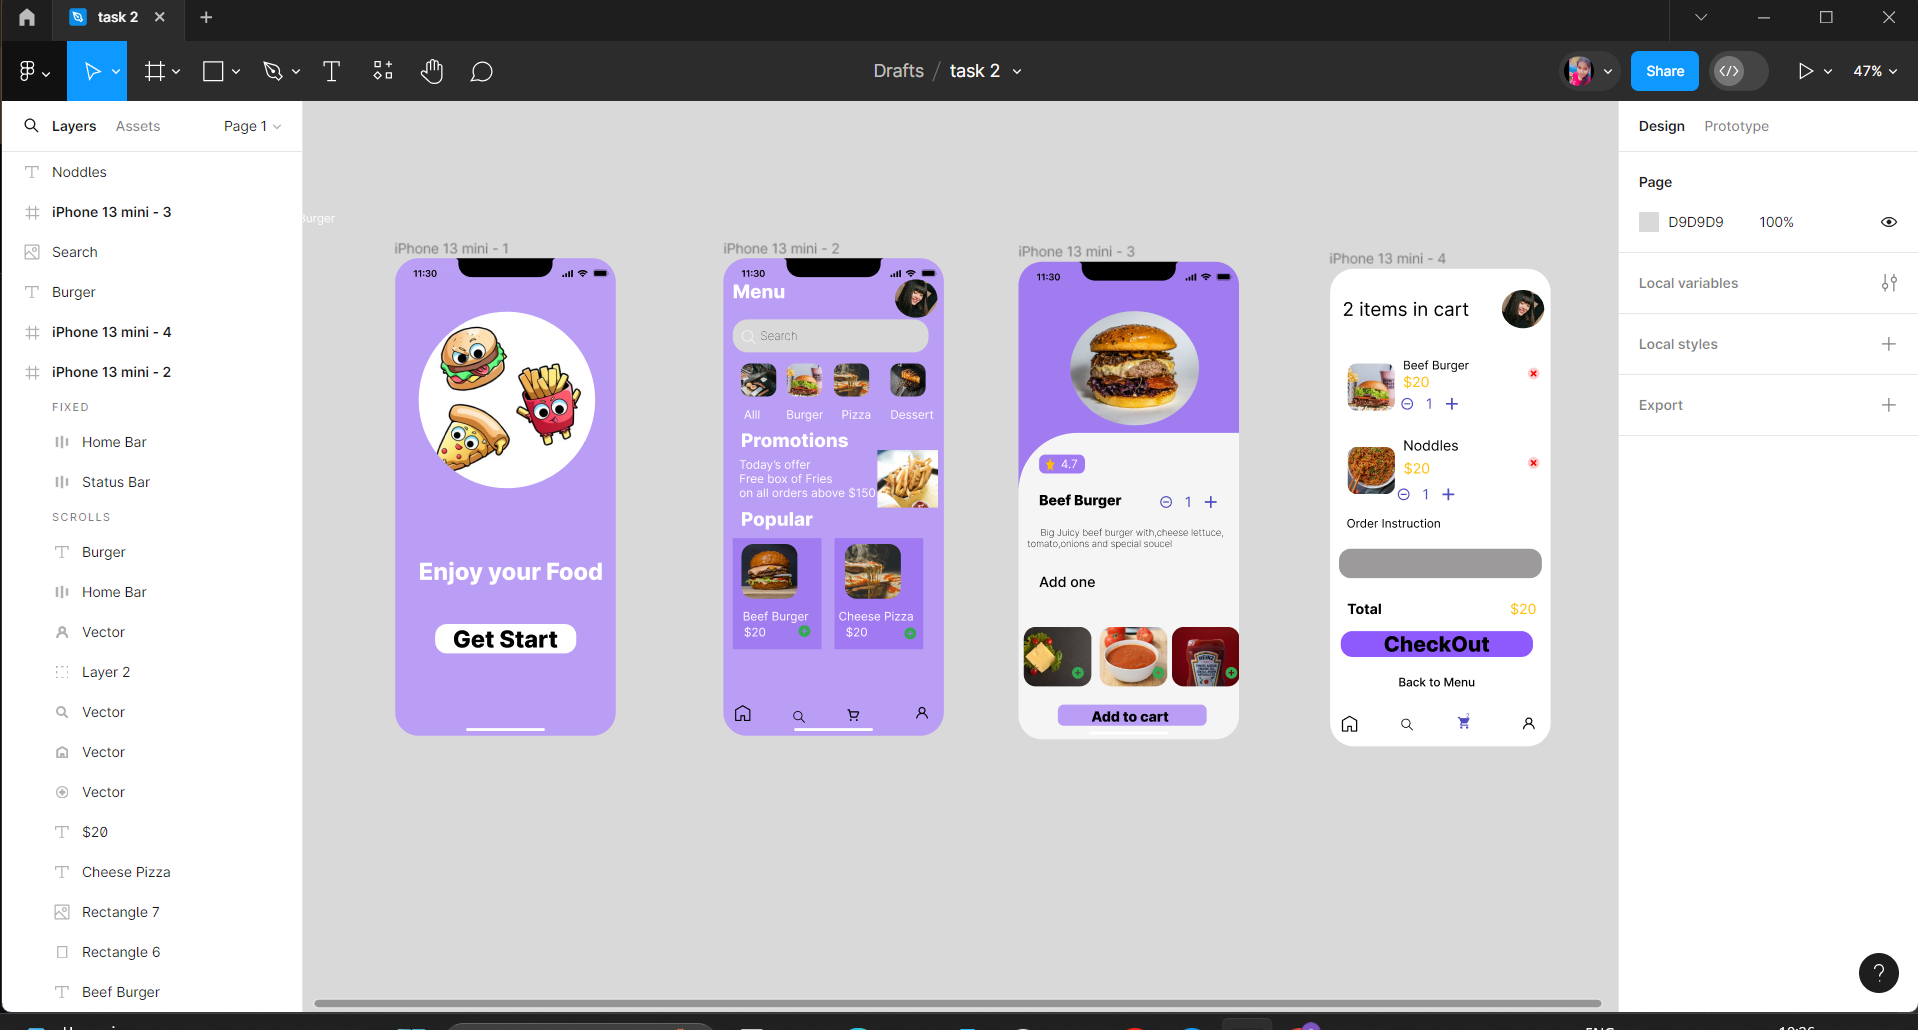 task 2
Drafts / task 2
Share
47%
Layers
Assets
Page 1
Noddles
iPhone 13 mini - 3
Search
Burger
iPhone 13 mini - 4
iPhone 13 mini - 2
FIXED
Home Bar
Status Bar
SCROLLS
Burger
Home Bar
Vector
Layer 2
Vector
Vector
Vector
$20
Cheese Pizza
Rectangle 7
Rectangle 6
Beef Burger
Burger
iPhone 13 mini - 1
11:30
Enjoy your Food
Get Start
iPhone 13 mini - 2
11:30
Menu
Search
Alll
Burger
Pizza
Dessert
Promotions
Today's offer
Free box of Fries
on all orders above $150
Popular
Beef Burger
$20
Cheese Pizza
$20
iPhone 13 mini - 3
11:30
4.7
Beef Burger
1
Big Juicy beef burger with,cheese lettuce,
tomato,onions and special soucel
Add one
HEINZ
Add to cart
iPhone 13 mini - 4
2 items in cart
Beef Burger
$20
1
Noddles
$20
1
Order Instruction
Total
$20
CheckOut
Back to Menu
Design
Prototype
Page
D9D9D9
100%
Local variables
Local styles
Export
?